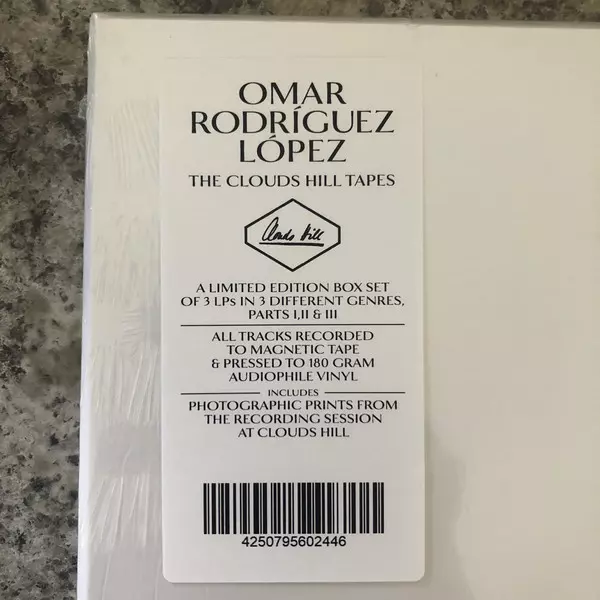 OMAR
RODRÍGUEZ
LÓPEZ
THE CLOUDS HILL TAPES
Clouds Hill
A LIMITED EDITION BOX SET
OF 3 LPs IN 3 DIFFERENT GENRES,
PARTS I,II & III
ALL TRACKS RECORDED
TO MAGNETIC TAPE
& PRESSED TO 180 GRAM
AUDIOPHILE VINYL
INCLUDES
PHOTOGRAPHIC PRINTS FROM
THE RECORDING SESSION
AT CLOUDS HILL
4250795602446